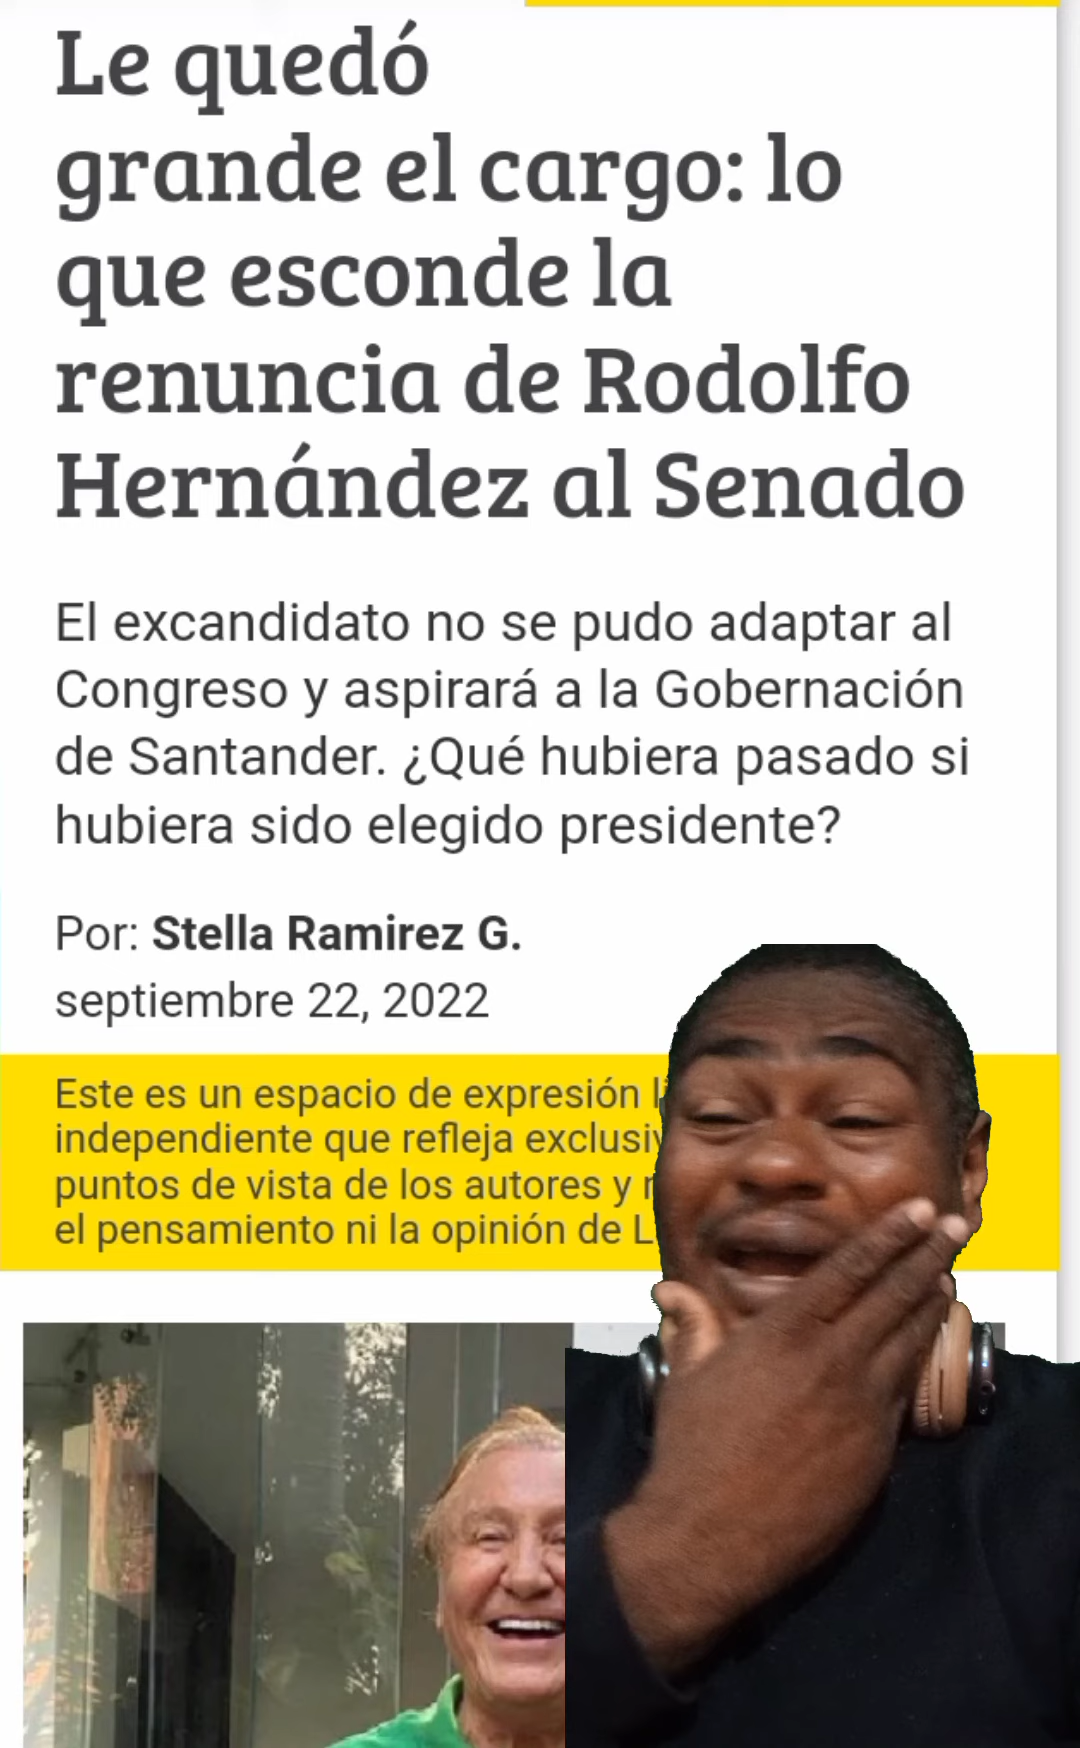 Le quedó
grande el cargo: lo
que esconde la
renuncia de Rodolfo
Hernández al Senado
El excandidato no se pudo adaptar al
Congreso y aspirará a la Gobernación
de Santander. ¿Qué hubiera pasado si
hubiera sido elegido presidente?
Por: Stella Ramirez G.
septiembre 22, 2022
Este es un espacio de expresión
independiente que refleja
puntos de vista de los autores y
el pensamiento ni la opinión de